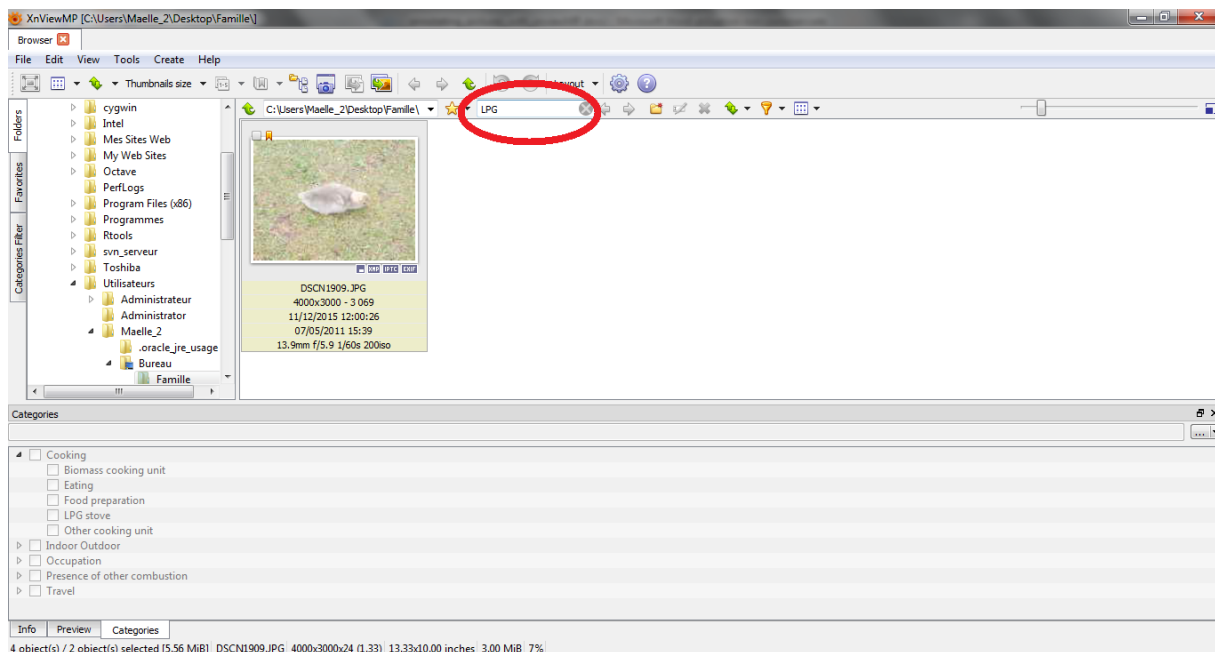 XnViewMP [C:\Users\Maelle_2\Desktop\Famille\]
Browser
File Edit View Tools Create Help
Thumbnails size
Folders
Favorites
Categories Filter
C:\Users\Maelle_2\Desktop\Famille\ LPG
cygwin
Intel
Mes Sites Web
My Web Sites
Octave
PerfLogs
Program Files (x86)
Programmes
Rtools
svn_serveur
Toshiba
Utilisateurs
Administrateur
Administrator
Maelle_2
.oracle_jre_usage
Bureau
Famille
XMP IPTC EXIF
DSCN1909.JPG
4000x3000 - 3 069
11/12/2015 12:00:26
07/05/2011 15:39
13.9mm f/5.9 1/60s 200iso
Categories
...
Cooking
Biomass cooking unit
Eating
Food preparation
LPG stove
Other cooking unit
Indoor Outdoor
Occupation
Presence of other combustion
Travel
Info Preview Categories
4 object(s) / 2 object(s) selected [5.56 MiB] DSCN1909.JPG 4000x3000x24 (1.33) 13.33x10.00 inches 3.00 MiB 7%